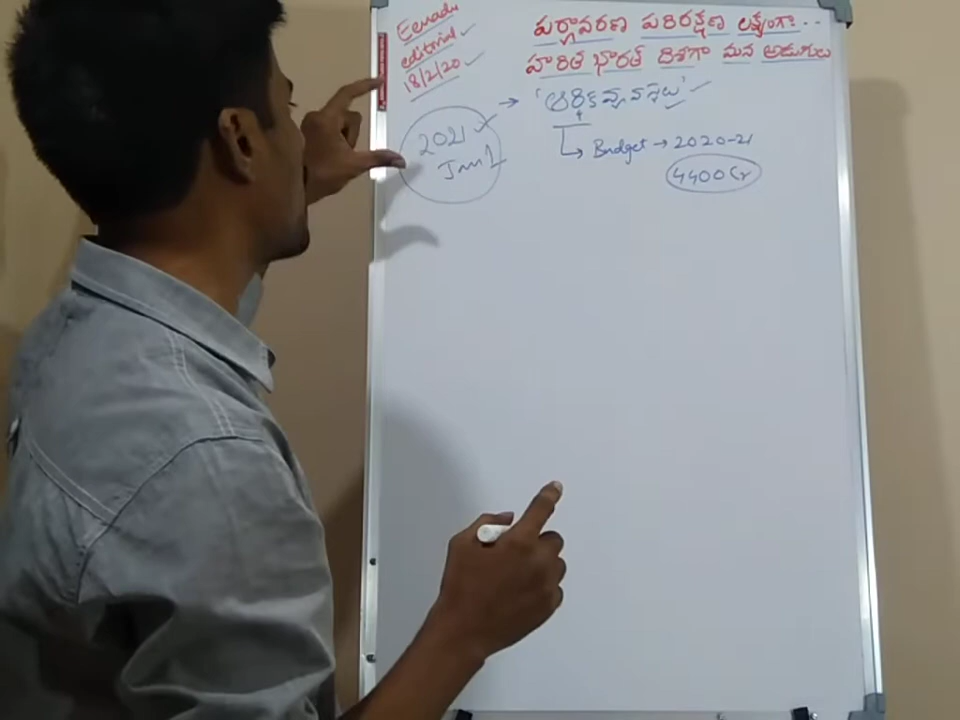 Eenadu
editorial
18/2/20
పర్యావరణ పరిరక్షణ లక్ష్యంగా...
హరిత భారత్ దిశగా మన అడుగులు
2021
Jan 1
Budget → 2020-21
4400 Cr